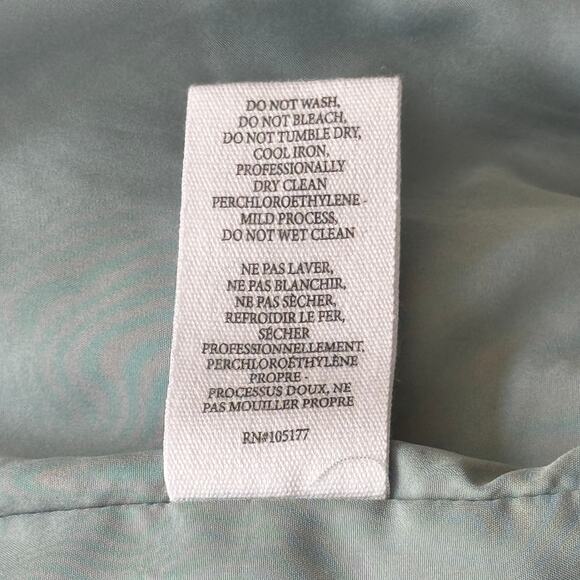 DO NOT WASH,
DO NOT BLEACH,
DO NOT TUMBLE DRY,
COOL IRON,
PROFESSIONALLY
DRY CLEAN
PERCHLOROETHYLENE -
MILD PROCESS,
DO NOT WET CLEAN
NE PAS LAVER,
NE PAS BLANCHIR,
NE PAS SÈCHER,
REFROIDIR LE FER,
SÉCHER
PROFESSIONNELLEMENT,
PERCHLOROÉTHYLÈNE
PROPRE -
PROCESSUS DOUX, NE
PAS MOUILLER PROPRE
RN#105177